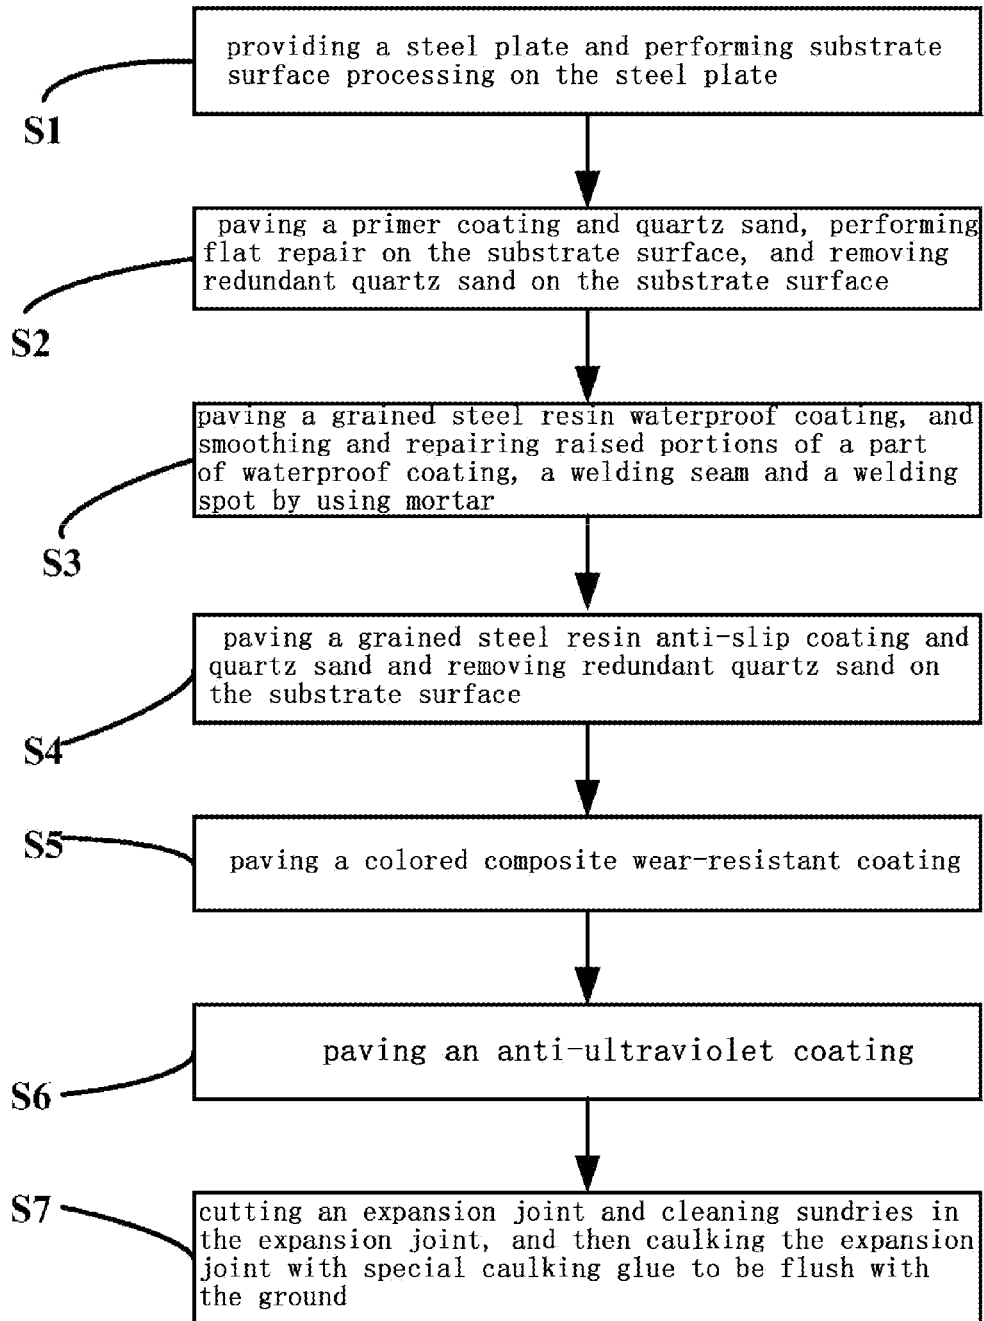 providing a steel plate and performing substrate
surface processing on the steel plate
S1
paving a primer coating and quartz sand, performing
flat repair on the substrate surface, and removing
redundant quartz sand on the substrate surface
S2
paving a grained steel resin waterproof coating, and
smoothing and repairing raised portions of a part
of waterproof coating, a welding seam and a welding
spot by using mortar
S3
paving a grained steel resin anti-slip coating and
quartz sand and removing redundant quartz sand on
the substrate surface
S4
S5
paving a colored composite wear-resistant coating
paving an anti-ultraviolet coating
S6
S7
cutting an expansion joint and cleaning sundries in
the expansion joint, and then caulking the expansion
joint with special caulking glue to be flush with
the ground